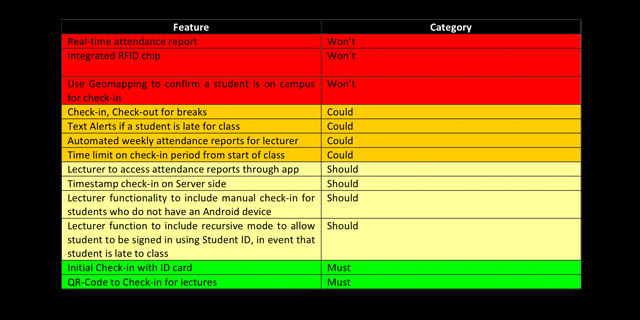 Feature Category
Real-time attendance report Won't
Integrated RFID chip Won't
Use Geomapping to confirm a student is on campus Won't
for check-in
Check-in, Check-out for breaks Could
Text Alerts if a student is late for class Could
Automated weekly attendance reports for lecturer Could
Time limit on check-in period from start of class Could
Lecturer to access attendance reports through app Should
Timestamp check-in on Server side Should
Lecturer functionality to include manual check-in for Should
students who do not have an Android device
Lecturer function to include recursive mode to allow Should
student to be signed in using Student ID, in event that
student is late to class
Initial Check-in with ID card Must
QR-Code to Check-in for lectures Must